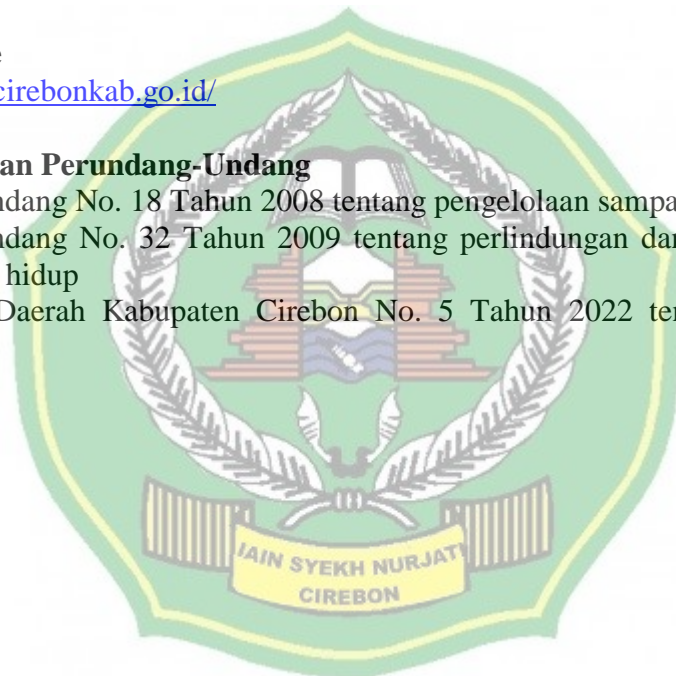 cirebonkab.go.id/
an Perundang-Undang
ndang No. 18 Tahun 2008 tentang pengelolaan sampa
ndang No. 32 Tahun 2009 tentang perlindungan dan
hidup
Daerah Kabupaten Cirebon No. 5 Tahun 2022 ten
IAIN SYEKH NURJATI
CIREBON